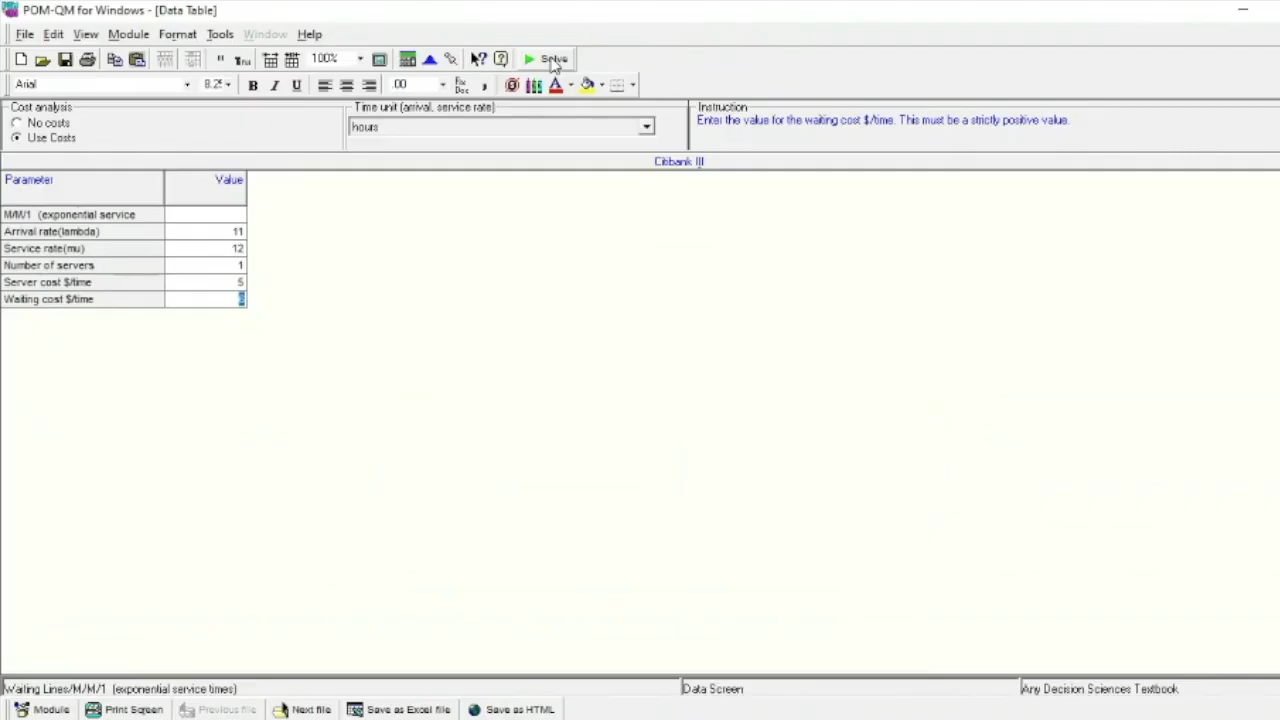 POM-QM for Windows - [Data Table]
File Edit View Module Format Tools Window Help
100% Solve
Arial 8.25 B I U .00 Fix Dec ,
Cost analysis
No costs
Use Costs
Time unit (arrival, service rate)
hours
Instruction
Enter the value for the waiting cost $/time. This must be a strictly positive value.
Citibank III
Parameter Value
M/M/1 (exponential service
Arrival rate(lambda) 11
Service rate(mu) 12
Number of servers 1
Server cost $/time 5
Waiting cost $/time
Waiting Lines/M/M/1 (exponential service times) Data Screen Any Decision Sciences Textbook
Module Print Screen Previous file Next file Save as Excel file Save as HTML